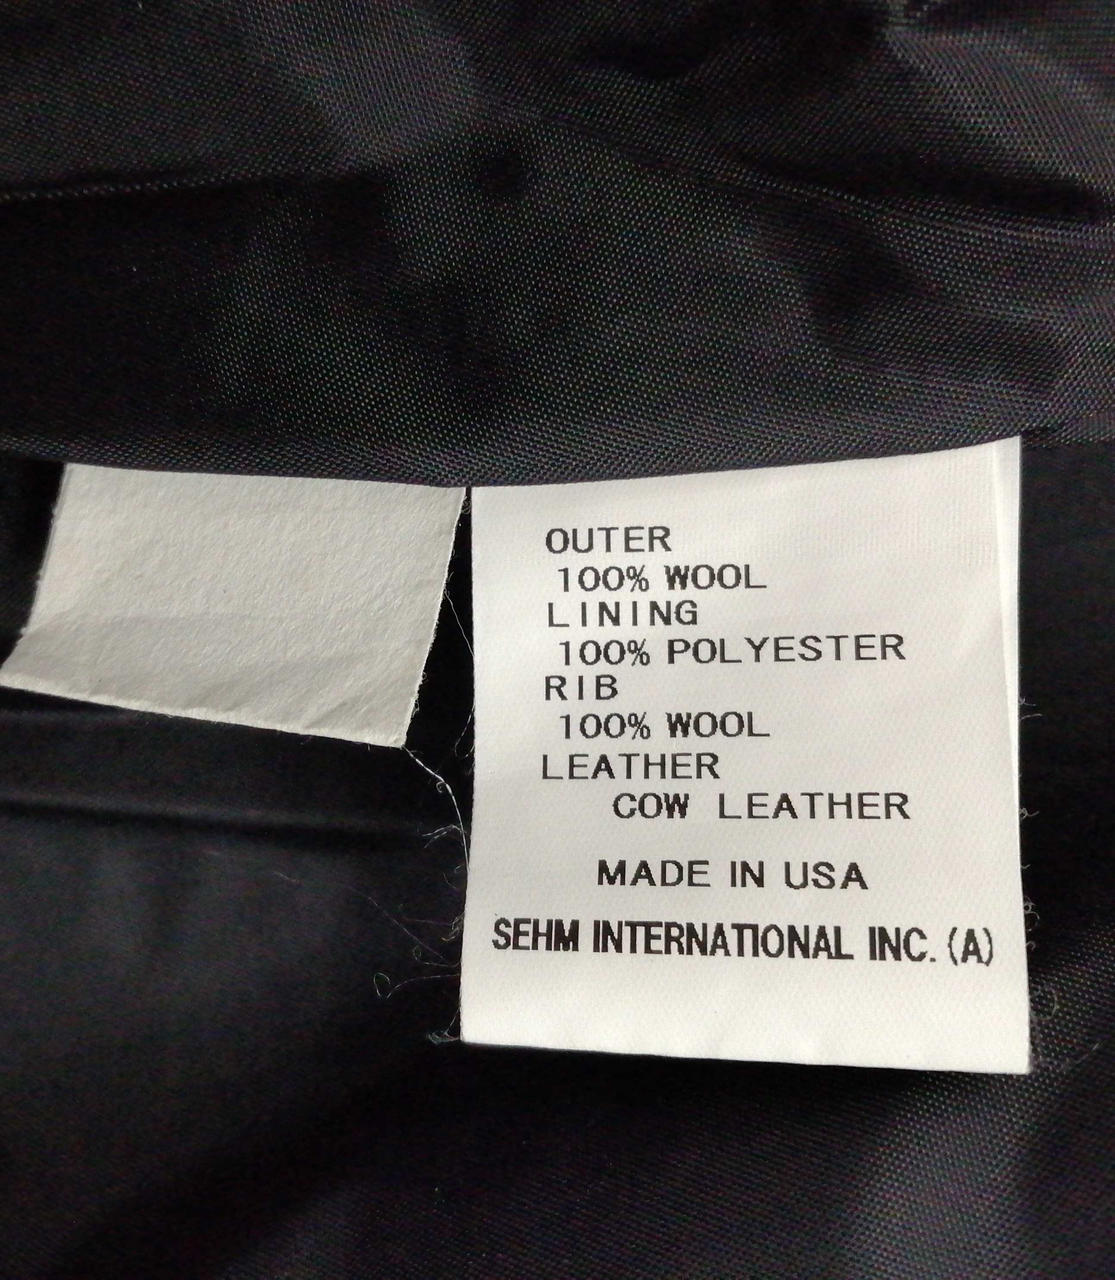 OUTER
100% WOOL
LINING
100% POLYESTER
RIB
100% WOOL
LEATHER
COW LEATHER
MADE IN USA
SEHM INTERNATIONAL INC. (A)